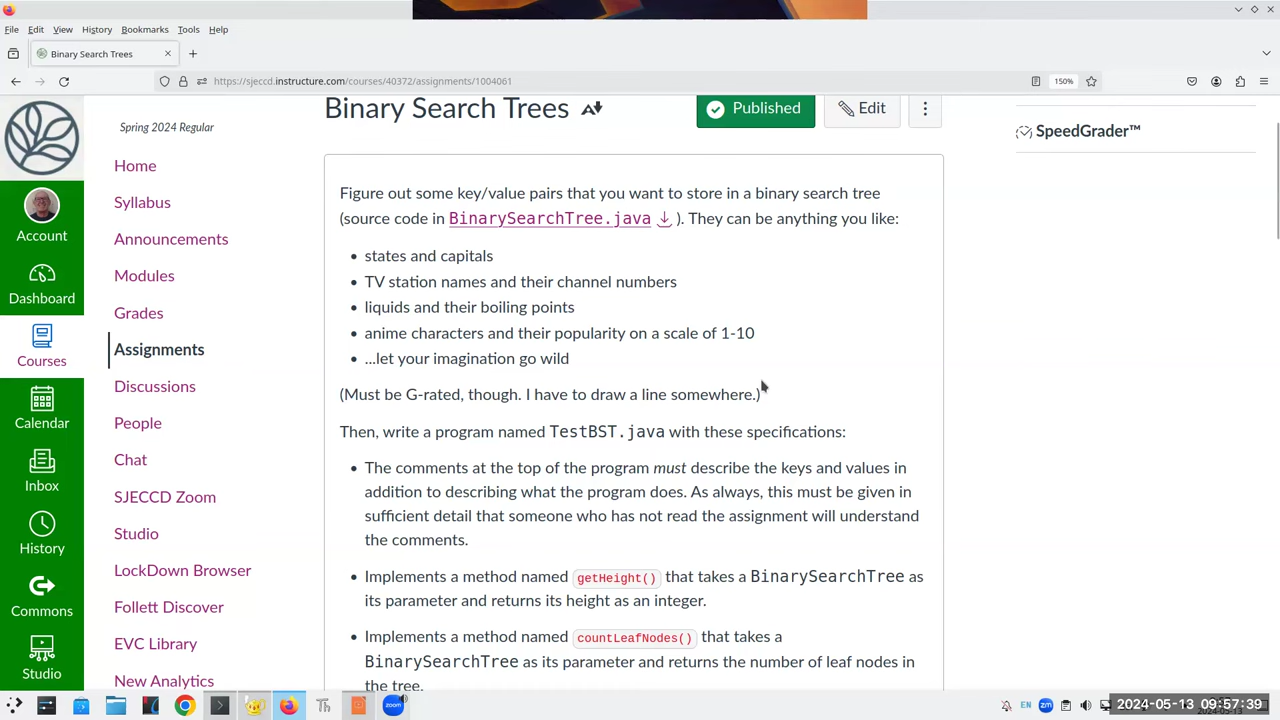 File Edit View History Bookmarks Tools Help
Binary Search Trees
https://sjeccd.instructure.com/courses/40372/assignments/1004061
150%
Account
Dashboard
Courses
Calendar
Inbox
History
Commons
Studio
Spring 2024 Regular
Home
Syllabus
Announcements
Modules
Grades
Assignments
Discussions
People
Chat
SJECCD Zoom
Studio
LockDown Browser
Follett Discover
EVC Library
New Analytics
Binary Search Trees
Published
Edit
SpeedGrader™
Figure out some key/value pairs that you want to store in a binary search tree
(source code in BinarySearchTree.java ). They can be anything you like:
• states and capitals
• TV station names and their channel numbers
• liquids and their boiling points
• anime characters and their popularity on a scale of 1-10
• ...let your imagination go wild
(Must be G-rated, though. I have to draw a line somewhere.)
Then, write a program named TestBST.java with these specifications:
• The comments at the top of the program must describe the keys and values in
addition to describing what the program does. As always, this must be given in
sufficient detail that someone who has not read the assignment will understand
the comments.
• Implements a method named getHeight() that takes a BinarySearchTree as
its parameter and returns its height as an integer.
• Implements a method named countLeafNodes() that takes a
BinarySearchTree as its parameter and returns the number of leaf nodes in
the tree.
Th
zoom
EN
zm
2024-05-13 09:57:39